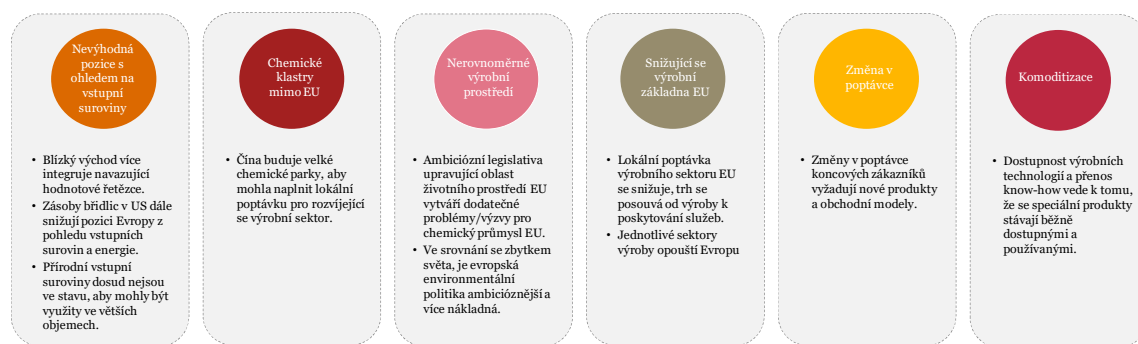 Nevýhodná
pozice s
ohledem na
vstupní
suroviny
• Blízký východ více
integruje navazující
hodnotové řetězce.
• Zásoby břidlic v US dále
snižují pozici Evropy z
pohledu vstupních
surovin a energie.
• Přírodní vstupní
suroviny dosud nejsou
ve stavu, aby mohly být
využity ve větších
objemech.
Chemické
klastry
mimo EU
• Čína buduje velké
chemické parky, aby
mohla naplnit lokální
poptávku pro rozvíjející
se výrobní sektor.
Nerovnoměrné
výrobní
prostředí
• Ambiciózní legislativa
upravující oblast
životního prostředí EU
vytváří dodatečné
problémy/výzvy pro
chemický průmysl EU.
• Ve srovnání se zbytkem
světa, je evropská
environmentální
politika ambicióznější a
více nákladná.
Snižující se
výrobní
základna EU
• Lokální poptávka
výrobního sektoru EU
se snižuje, trh se
posouvá od výroby k
poskytování služeb.
• Jednotlivé sektory
výroby opouští Evropu
Změna v
poptávce
• Změny v poptávce
koncových zákazníků
vyžadují nové produkty
a obchodní modely.
Komoditizace
• Dostupnost výrobních
technologií a přenos
know-how vede k tomu,
že se speciální produkty
stávají běžně
dostupnými a
používanými.